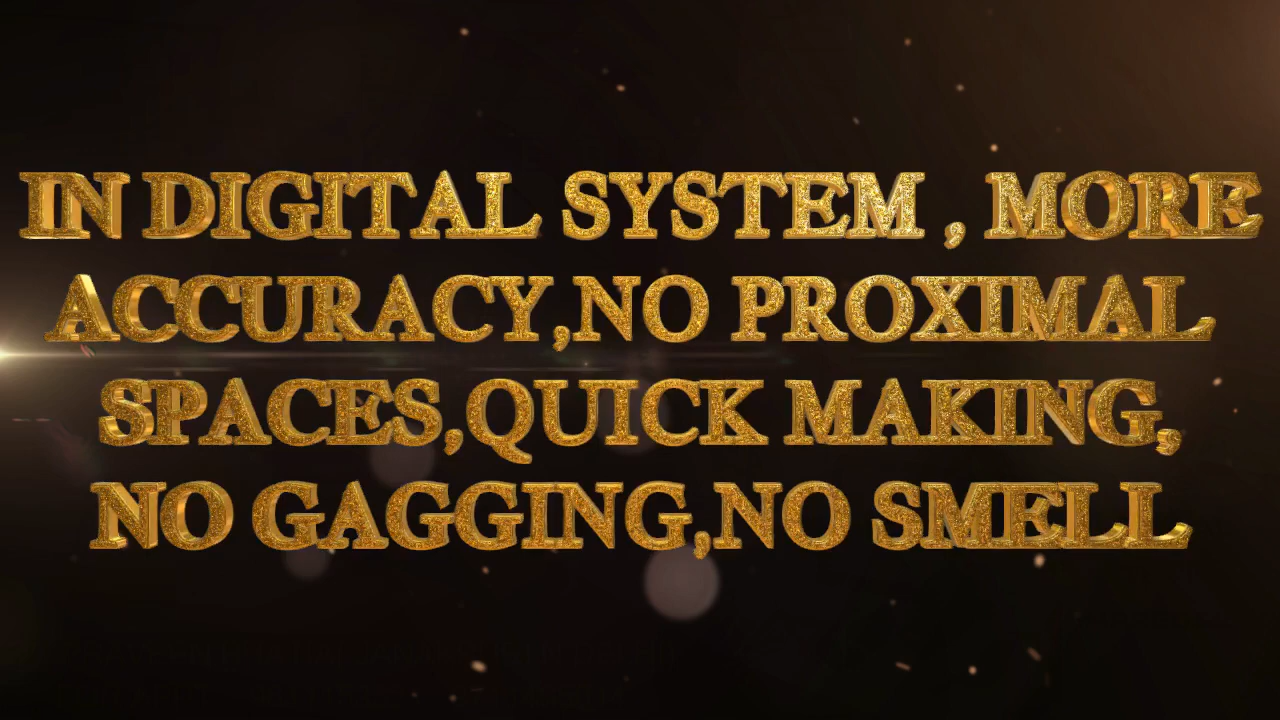 IN DIGITAL SYSTEM , MORE
ACCURACY,NO PROXIMAL
SPACES,QUICK MAKING,
NO GAGGING,NO SMELL